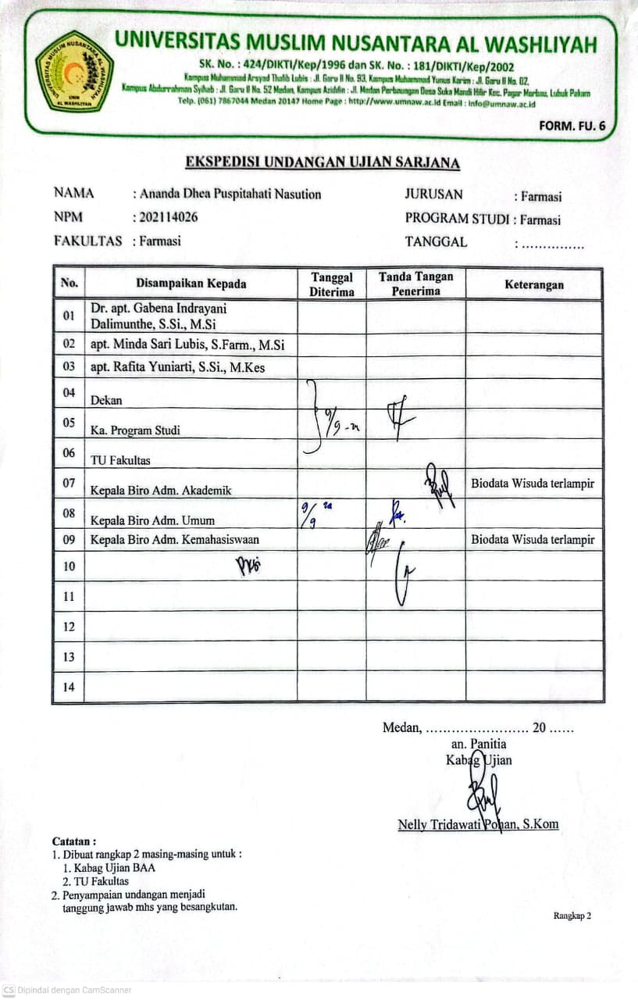 UNIVERSITAS MUSLIM NUSANTARA AL WASHLIYAH
SK. No. : 424/DIKTI/Kep/1996 dan SK. No. : 181/DIKTI/Kep/2002
Kampus Muhammad Arsyad Thalib Lubis : Jl. Garu II No. 93, Kampus Muhammad Yunus Karim : Jl. Garu II No. 02,
Kampus Abdurrahman Syihab : Jl. Garu II No. 52 Medan, Kampus Aziddin : Jl. Medan Perbaungan Desa Suka Mandi Hilir Kec. Pagar Merbau, Lubuk Pakam
Telp. (061) 7867044 Medan 20147 Home Page : http://www.umnaw.ac.id Email : info@umnaw.ac.id
UNIVERSITAS MUSLIM NUSANTARA AL-WASHLIYAH
UMN
AL WASHLIYAH
FORM. FU. 6
EKSPEDISI UNDANGAN UJIAN SARJANA
NAMA : Ananda Dhea Puspitahati Nasution JURUSAN : Farmasi
NPM : 202114026 PROGRAM STUDI : Farmasi
FAKULTAS : Farmasi TANGGAL : ...............
No. Disampaikan Kepada Tanggal Diterima Tanda Tangan Penerima Keterangan
01 Dr. apt. Gabena Indrayani
Dalimunthe, S.Si., M.Si
02 apt. Minda Sari Lubis, S.Farm., M.Si
03 apt. Rafita Yuniarti, S.Si., M.Kes
04 Dekan
05 Ka. Program Studi 9/9
06 TU Fakultas
07 Kepala Biro Adm. Akademik Biodata Wisuda terlampir
08 Kepala Biro Adm. Umum 9/9
09 Kepala Biro Adm. Kemahasiswaan Biodata Wisuda terlampir
10
11
12
13
14
Medan, ........................ 20 ......
an. Panitia
Kabag Ujian
Nelly Tridawati Pohan, S.Kom
Catatan :
1. Dibuat rangkap 2 masing-masing untuk :
1. Kabag Ujian BAA
2. TU Fakultas
2. Penyampaian undangan menjadi
tanggung jawab mhs yang besangkutan.
Rangkap 2
CS Dipindai dengan CamScanner